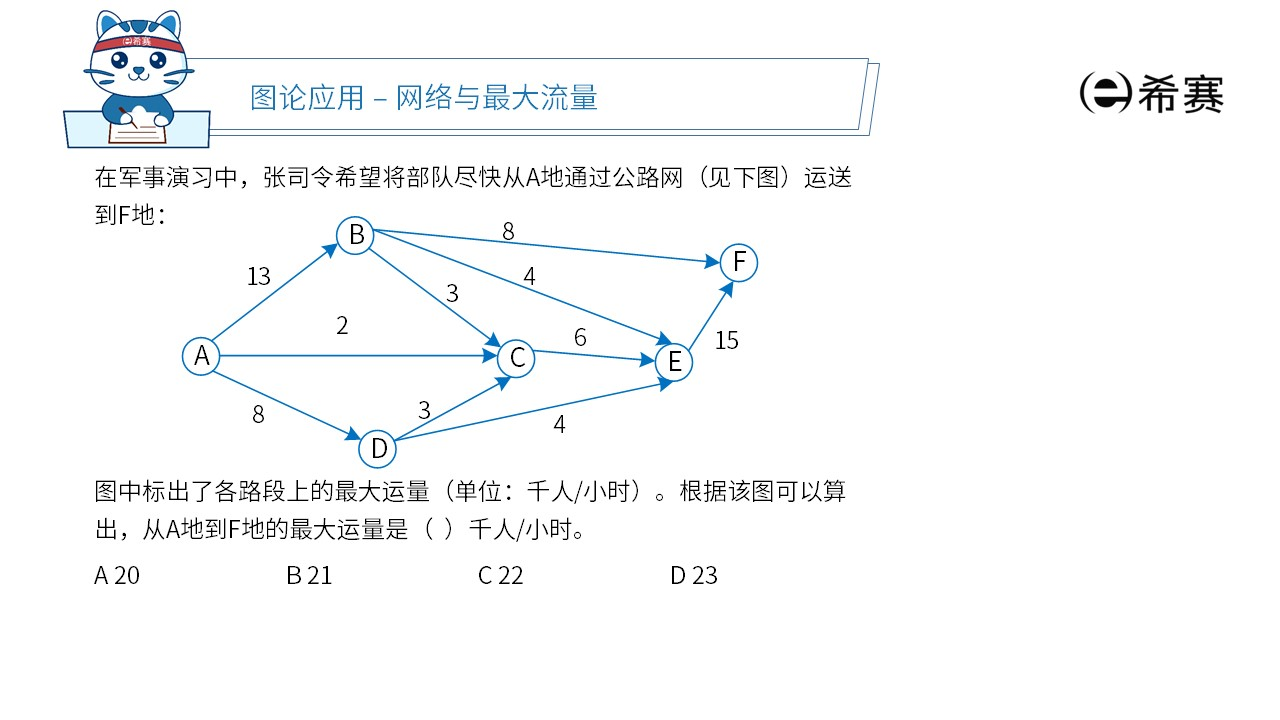 希赛
图论应用 – 网络与最大流量
希赛
在军事演习中，张司令希望将部队尽快从A地通过公路网（见下图）运送
到F地：
B
8
F
13
4
3
2
6
15
A
C
E
8
3
4
D
图中标出了各路段上的最大运量（单位：千人/小时）。根据该图可以算
出，从A地到F地的最大运量是（ ）千人/小时。
A 20 B 21 C 22 D 23